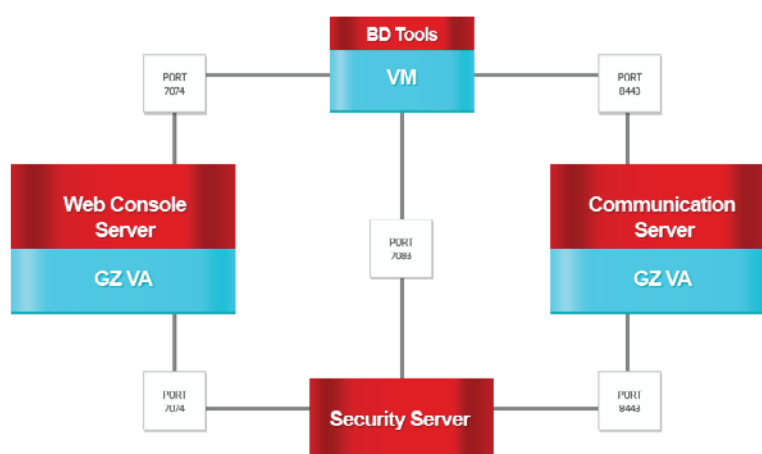 BD Tools
VM
PORT
7074
PORT
8443
Web Console
Server
GZ VA
PORT
7083
Communication
Server
GZ VA
PORT
7074
Security Server
PORT
8443